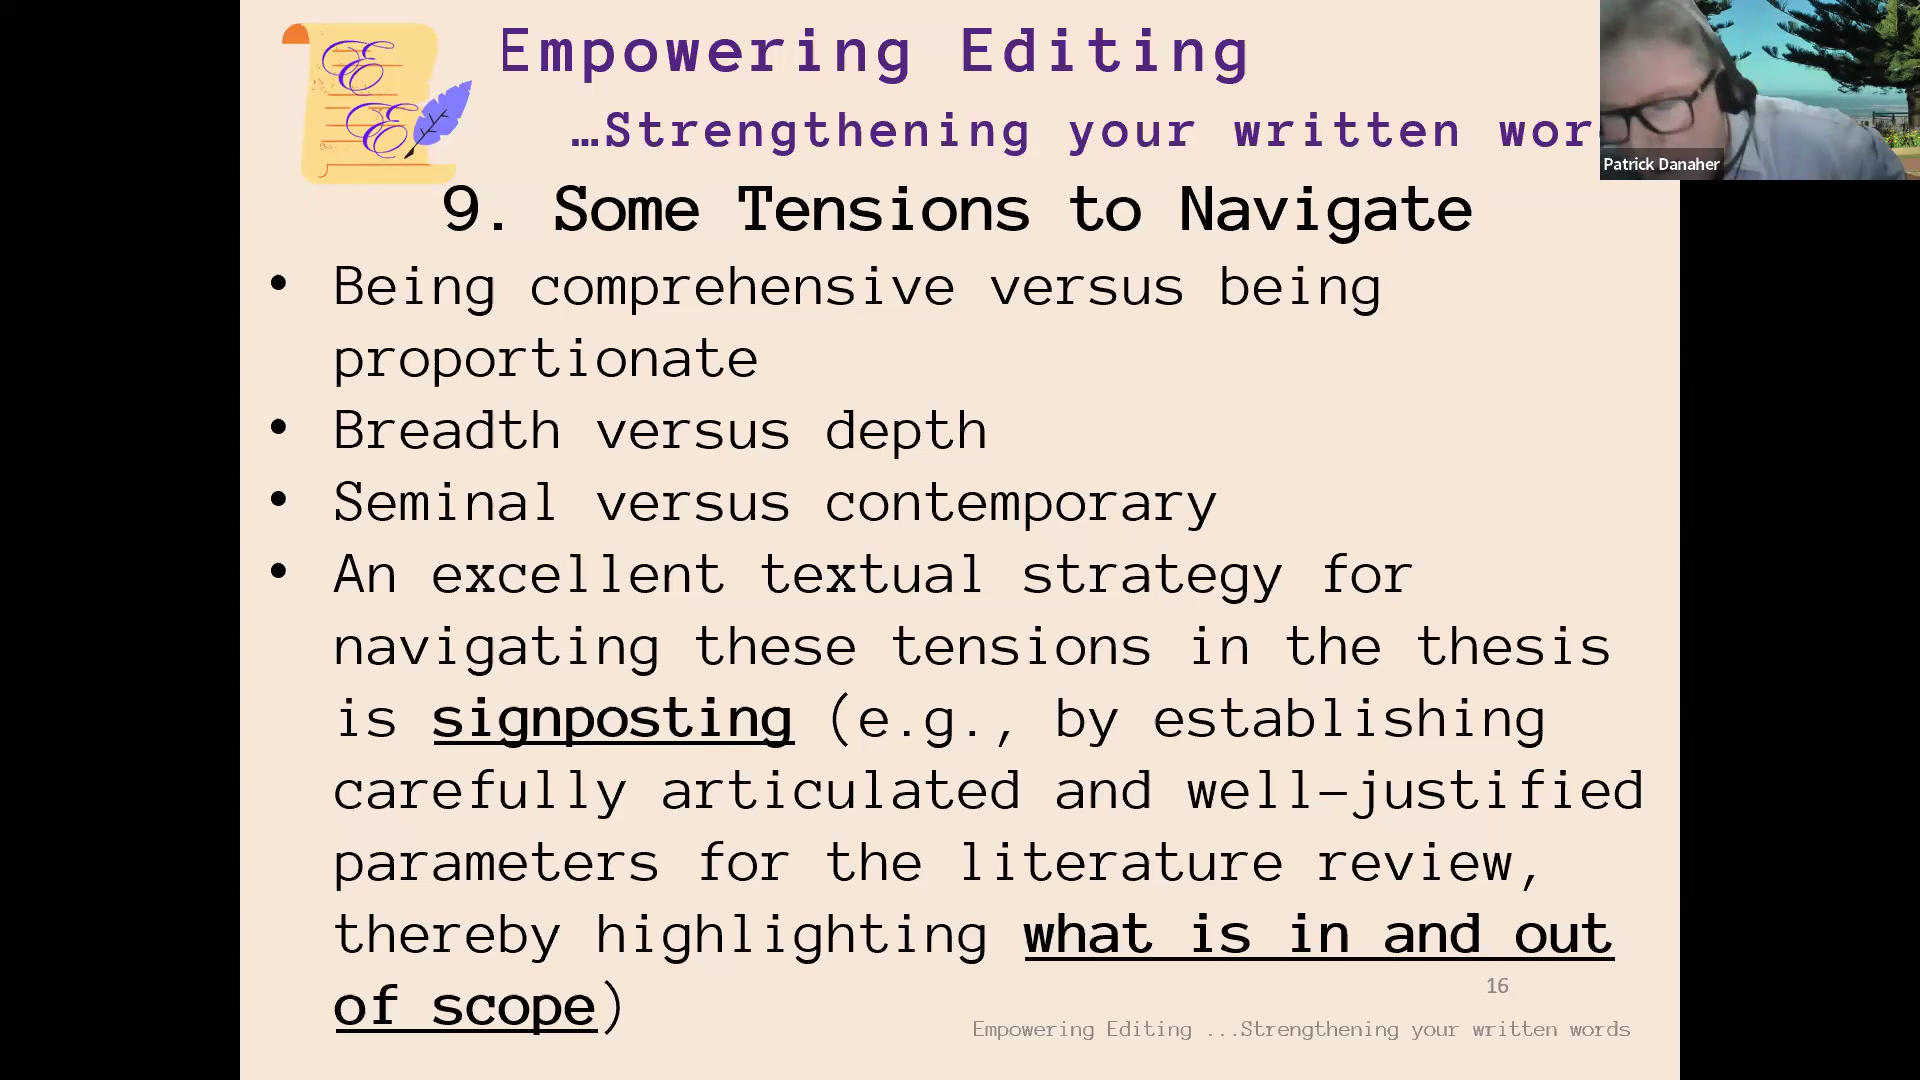 Empowering Editing
…Strengthening your written wor
Patrick Danaher
9. Some Tensions to Navigate
• Being comprehensive versus being
proportionate
• Breadth versus depth
• Seminal versus contemporary
• An excellent textual strategy for
navigating these tensions in the thesis
is signposting (e.g., by establishing
carefully articulated and well-justified
parameters for the literature review,
thereby highlighting what is in and out
of scope)
16
Empowering Editing ...Strengthening your written words
EE
EE